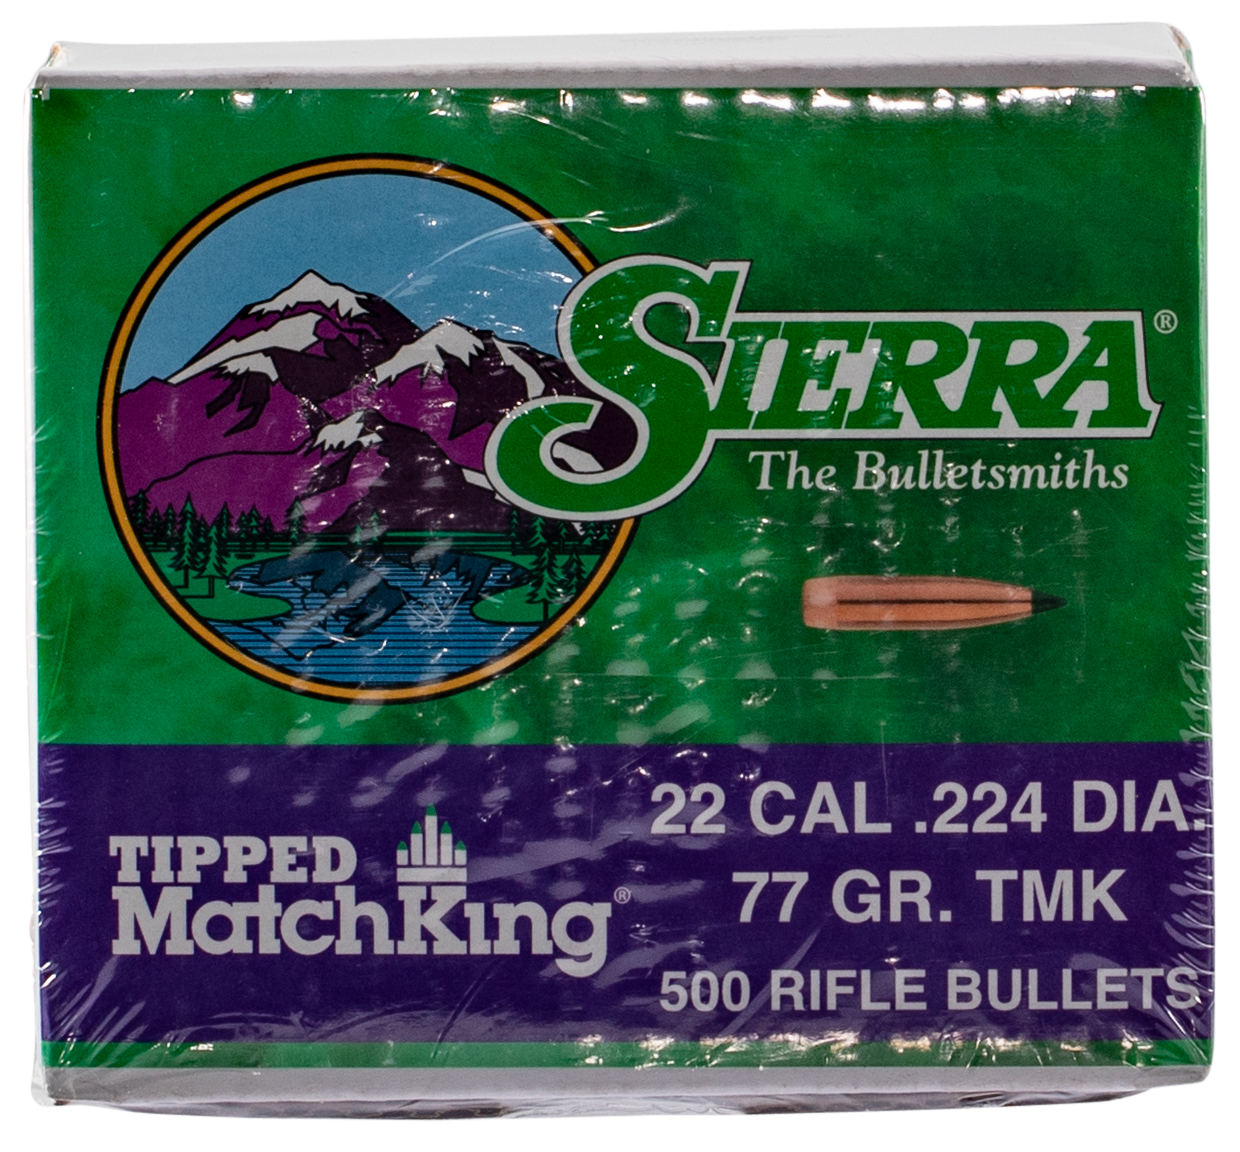 SIERRA®
The Bulletsmiths
22 CAL .224 DIA.
77 GR. TMK
500 RIFLE BULLETS
TIPPED
MatchKing®